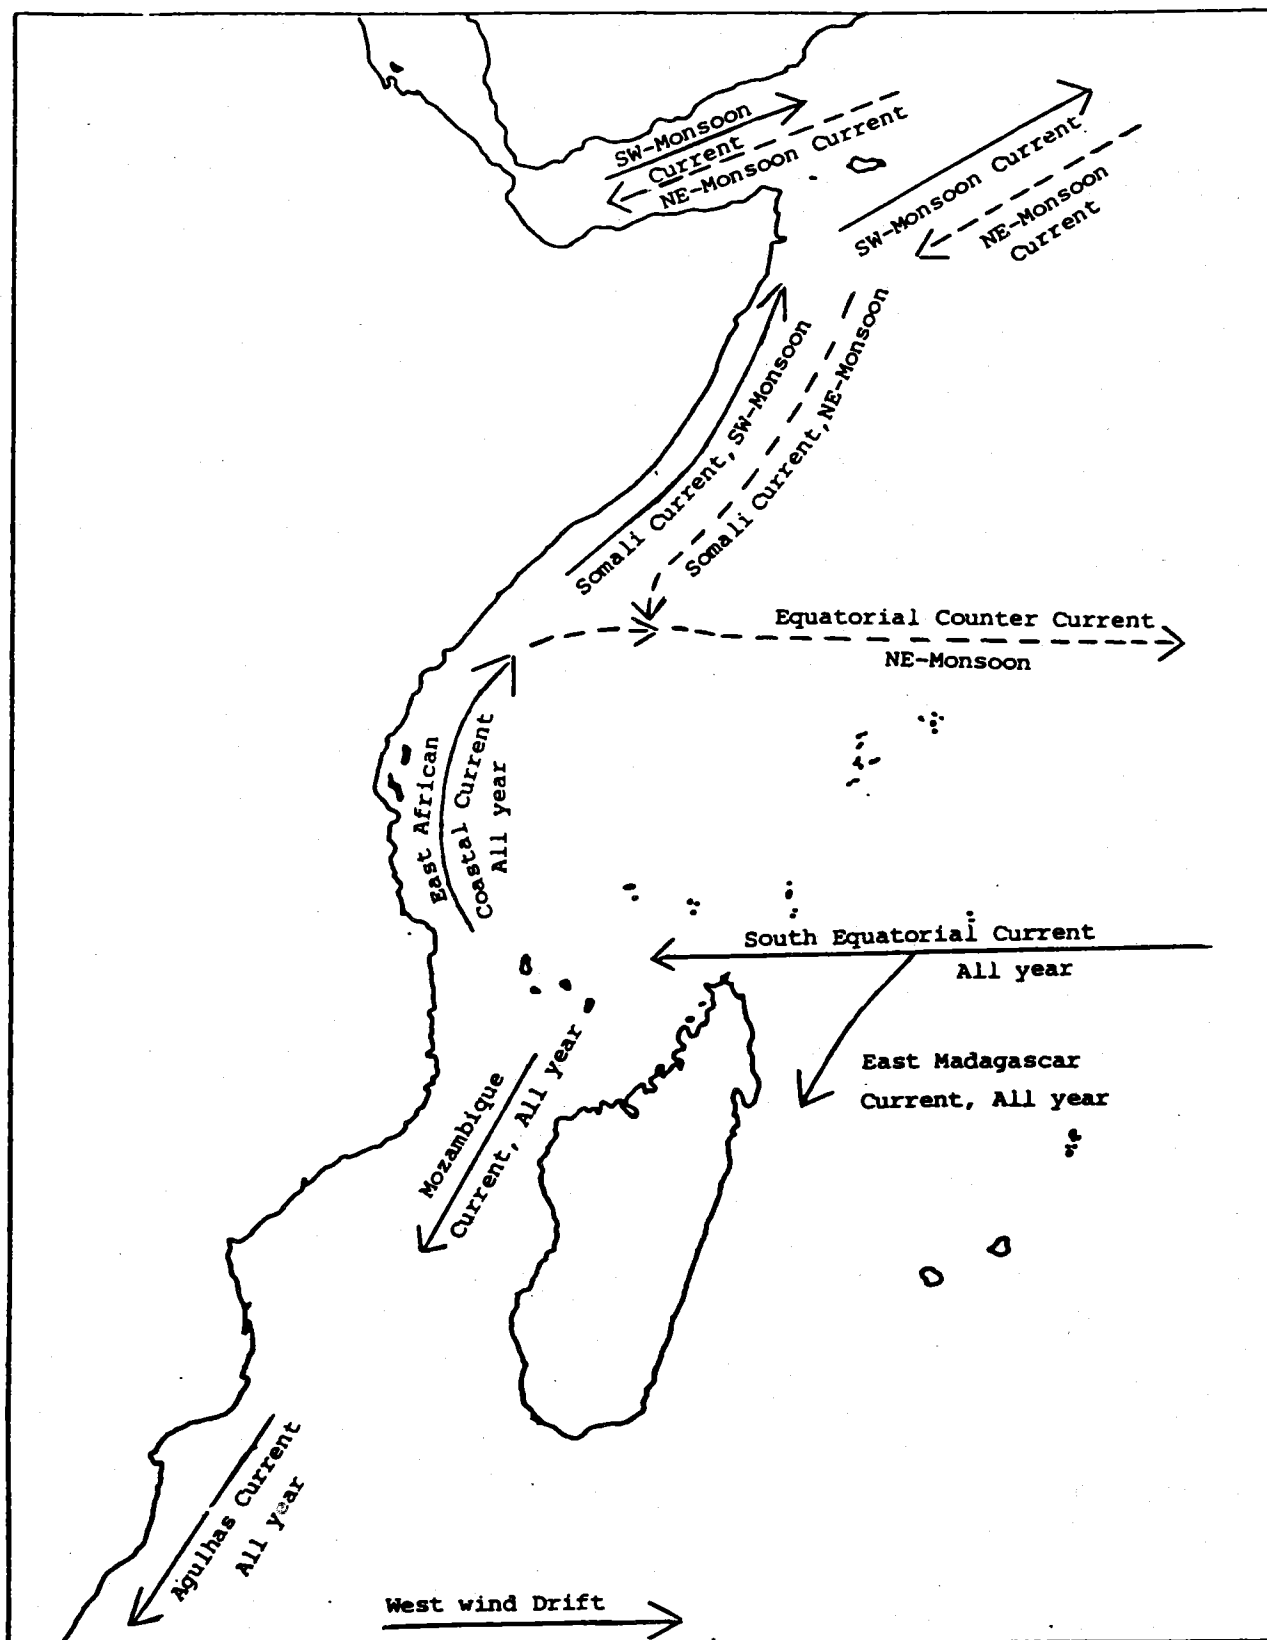 SW-Monsoon
Current
NE-Monsoon Current
SW-Monsoon Current
NE-Monsoon
Current
Somali Current, SW-Monsoon
Somali Current, NE-Monsoon
Equatorial Counter Current
NE-Monsoon
East African
Coastal Current
All year
South Equatorial Current
All year
East Madagascar
Current, All year
Mozambique
Current, All year
Agulhas Current
All year
West wind Drift